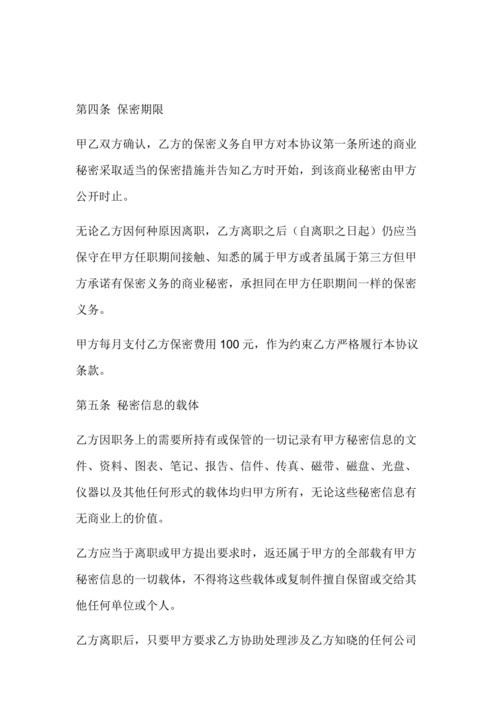 第四条 保密期限
甲乙双方确认，乙方的保密义务自甲方对本协议第一条所述的商业
秘密采取适当的保密措施并告知乙方时开始，到该商业秘密由甲方
公开时止。
无论乙方因何种原因离职，乙方离职之后（自离职之日起）仍应当
保守在甲方任职期间接触、知悉的属于甲方或者虽属于第三方但甲
方承诺有保密义务的商业秘密，承担同在甲方任职期间一样的保密
义务。
甲方每月支付乙方保密费用 100 元，作为约束乙方严格履行本协议
条款。
第五条 秘密信息的载体
乙方因职务上的需要所持有或保管的一切记录有甲方秘密信息的文
件、资料、图表、笔记、报告、信件、传真、磁带、磁盘、光盘、
仪器以及其他任何形式的载体均归甲方所有，无论这些秘密信息有
无商业上的价值。
乙方应当于离职或甲方提出要求时，返还属于甲方的全部载有甲方
秘密信息的一切载体，不得将这些载体或复制件擅自保留或交给其
他任何单位或个人。
乙方离职后，只要甲方要求乙方协助处理涉及乙方知晓的任何公司